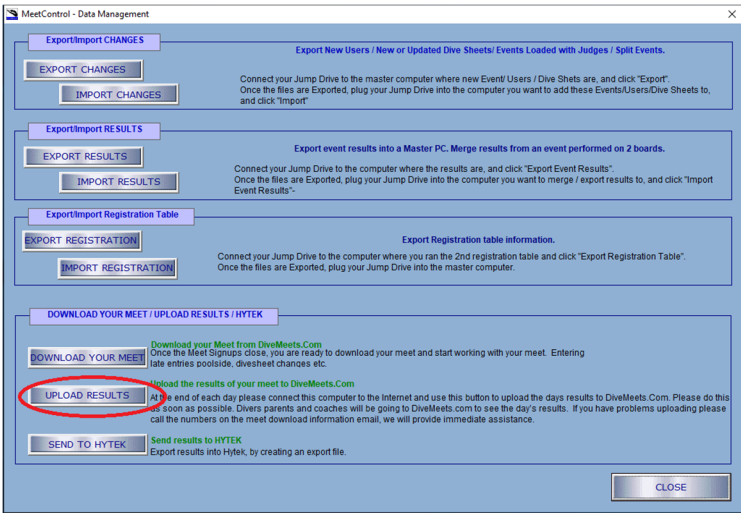 MeetControl - Data Management
Export/Import CHANGES
Export New Users / New or Updated Dive Sheets/ Events Loaded with Judges / Split Events.
EXPORT CHANGES
IMPORT CHANGES
Connect your Jump Drive to the master computer where new Event/ Users / Dive Shets are, and click "Export".
Once the files are Exported, plug your Jump Drive into the computer you want to add these Events/Users/Dive Sheets to,
and click "Import"
Export/Import RESULTS
Export event results into a Master PC. Merge results from an event performed on 2 boards.
EXPORT RESULTS
IMPORT RESULTS
Connect your Jump Drive to the computer where the results are, and click "Export Event Results".
Once the files are Exported, plug your Jump Drive into the computer you want to merge / export results to, and click "Import
Event Results"-
Export/Import Registration Table
Export Registration table information.
EXPORT REGISTRATION
IMPORT REGISTRATION
Connect your Jump Drive to the computer where you ran the 2nd registration table and click "Export Registration Table".
Once the files are Exported, plug your Jump Drive into the master computer.
DOWNLOAD YOUR MEET / UPLOAD RESULTS / HYTEK
DOWNLOAD YOUR MEET
Download your Meet from DiveMeets.Com
Once the Meet Signups close, you are ready to download your meet and start working with your meet. Entering
late entries poolside, divesheet changes etc.
UPLOAD RESULTS
Upload the results of your meet to DiveMeets.Com
At the end of each day please connect this computer to the Internet and use this button to upload the days results to DiveMeets.Com. Please do this
as soon as possible. Divers parents and coaches will be going to DiveMeets.com to see the day's results. If you have problems uploading please
call the numbers on the meet download information email, we will provide immediate assistance.
SEND TO HYTEK
Send results to HYTEK
Export results into Hytek, by creating an export file.
CLOSE